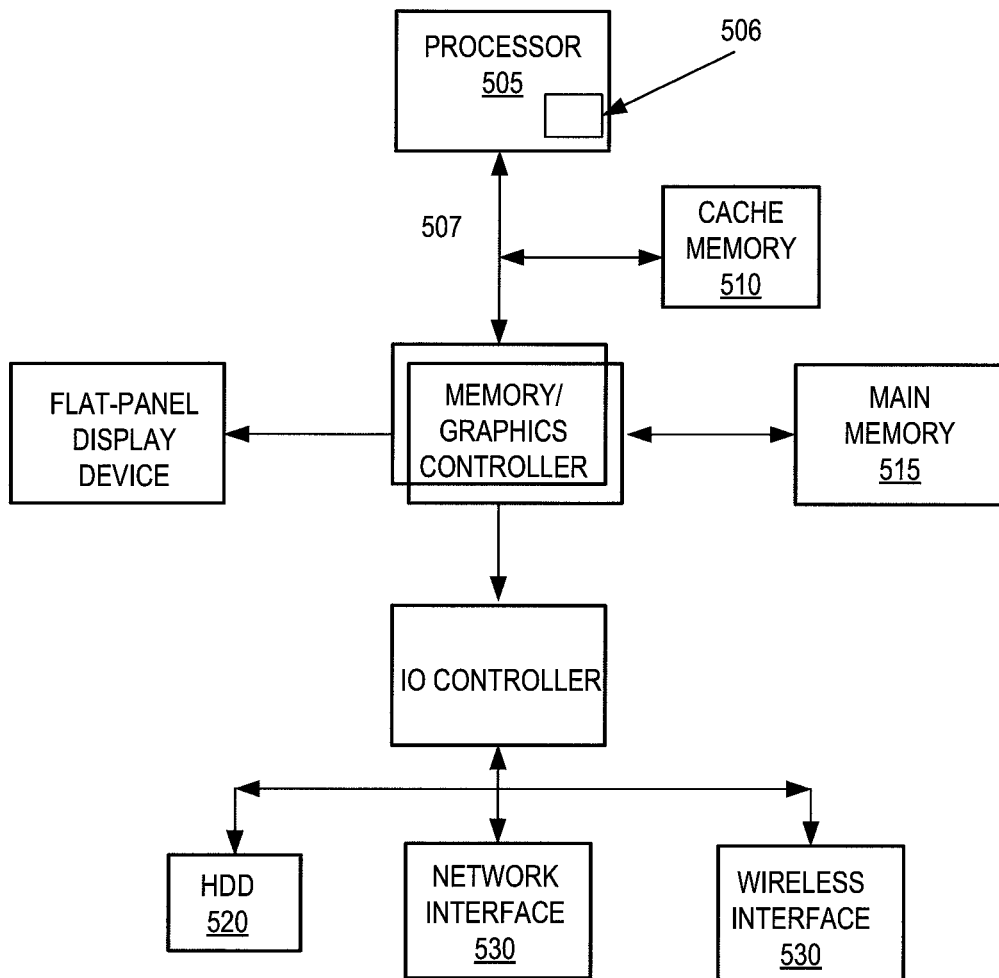 PROCESSOR
505
506
507
CACHE
MEMORY
510
FLAT-PANEL
DISPLAY
DEVICE
MEMORY/
GRAPHICS
CONTROLLER
MAIN
MEMORY
515
IO CONTROLLER
HDD
520
NETWORK
INTERFACE
530
WIRELESS
INTERFACE
530